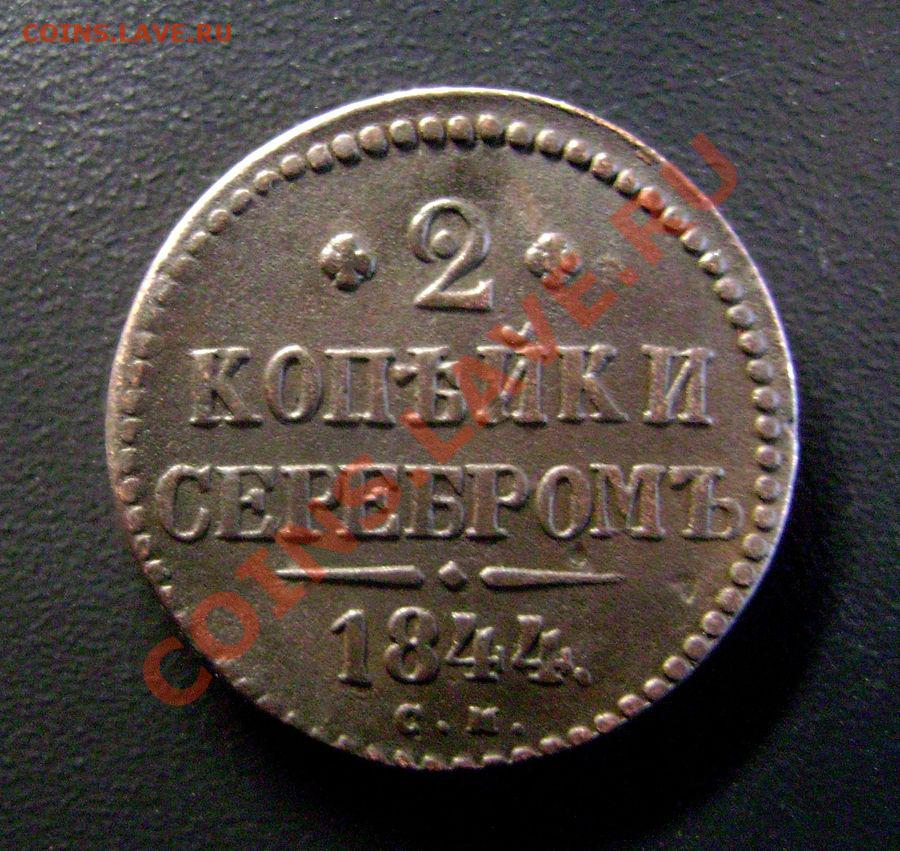 COINS.LAVE.RU
2
КОПѢЙКИ
СЕРЕБРОМЪ
1844.
С.М.
COINS.LAVE.RU